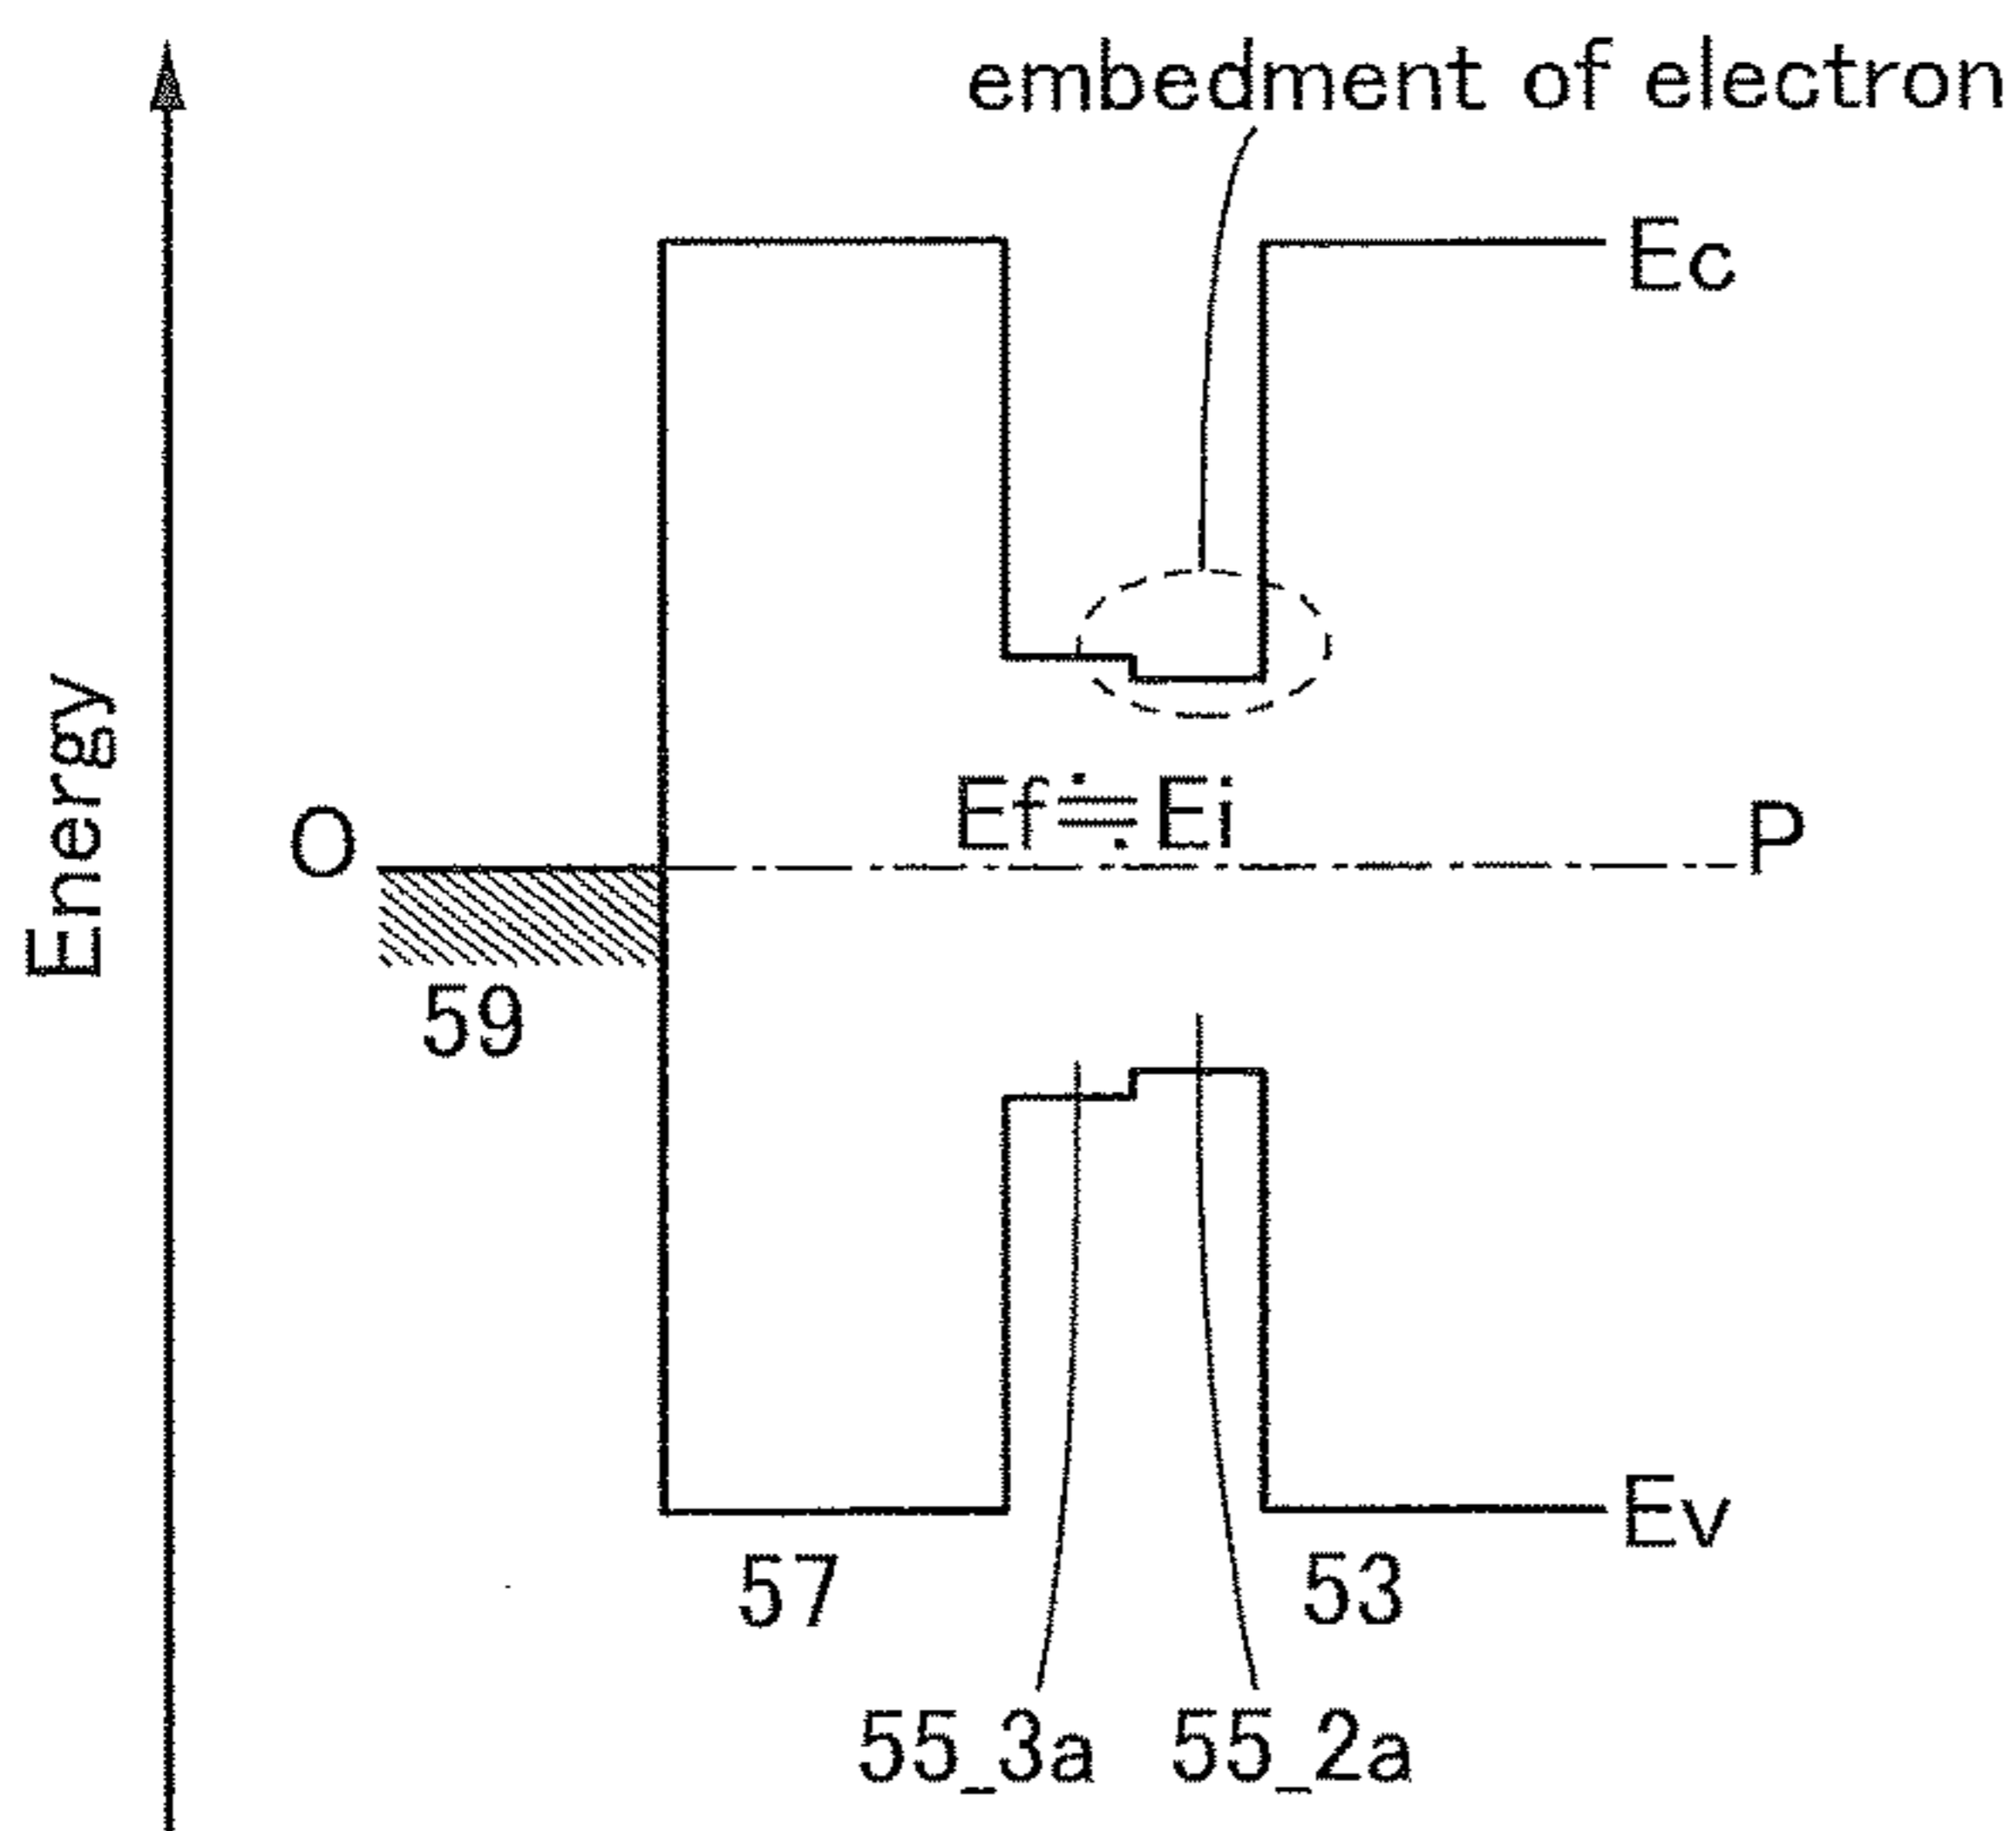 embedment of electron
Ec
Energy
Ef≒Ei
O
P
59
Ev
57
53
55_3a
55_2a